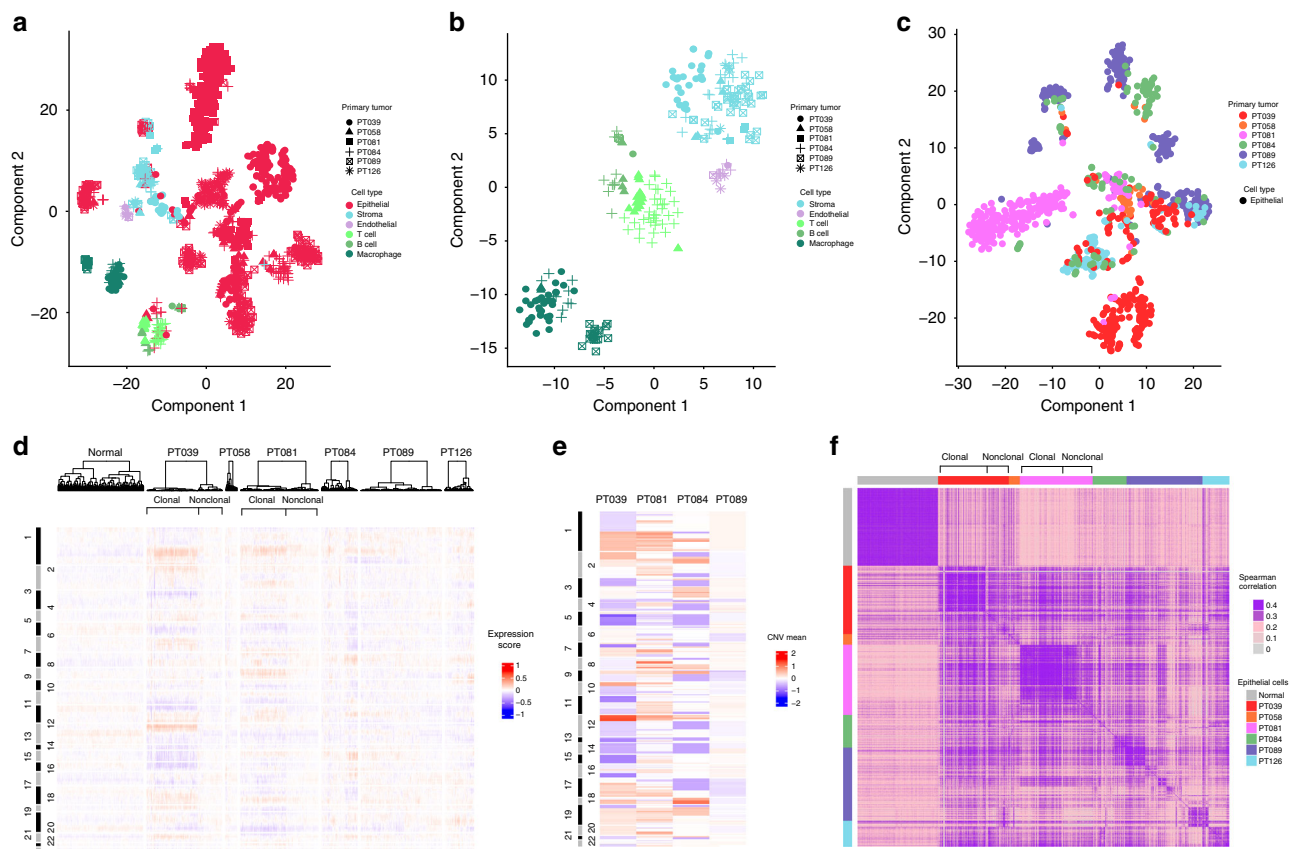 a
30
20
10
0
−10
−20
−20
0
20
Component 1
Component 2
Primary tumor
PT039
PT058
PT081
PT084
PT089
PT126
Cell type
Epithelial
Stroma
Endothelial
T cell
B cell
Macrophage
b
10
5
0
−5
−10
−15
−10
−5
0
5
10
Component 1
Component 2
Primary tumor
PT039
PT058
PT081
PT084
PT089
PT126
Cell type
Stroma
Endothelial
T cell
B cell
Macrophage
c
30
20
10
0
−10
−20
−30
−20
−10
0
10
20
Component 1
Component 2
Primary tumor
PT039
PT058
PT081
PT084
PT089
PT126
Cell type
Epithelial
d
Normal
PT039
PT058
PT081
PT084
PT089
PT126
Clonal
Nonclonal
Clonal
Nonclonal
1
2
3
4
5
6
7
8
9
10
11
12
13
14
15
16
17
18
19
20
21
22
Expression
score
1
0.5
0
−0.5
−1
e
PT039 PT081 PT084 PT089
1
2
3
4
5
6
7
8
9
10
11
12
13
14
15
16
17
18
19
20
21
22
CNV mean
2
1
0
−1
−2
f
Clonal
Nonclonal
Clonal
Nonclonal
Spearman
correlation
0.4
0.3
0.2
0.1
0
Epithelial cells
Normal
PT039
PT058
PT081
PT084
PT089
PT126